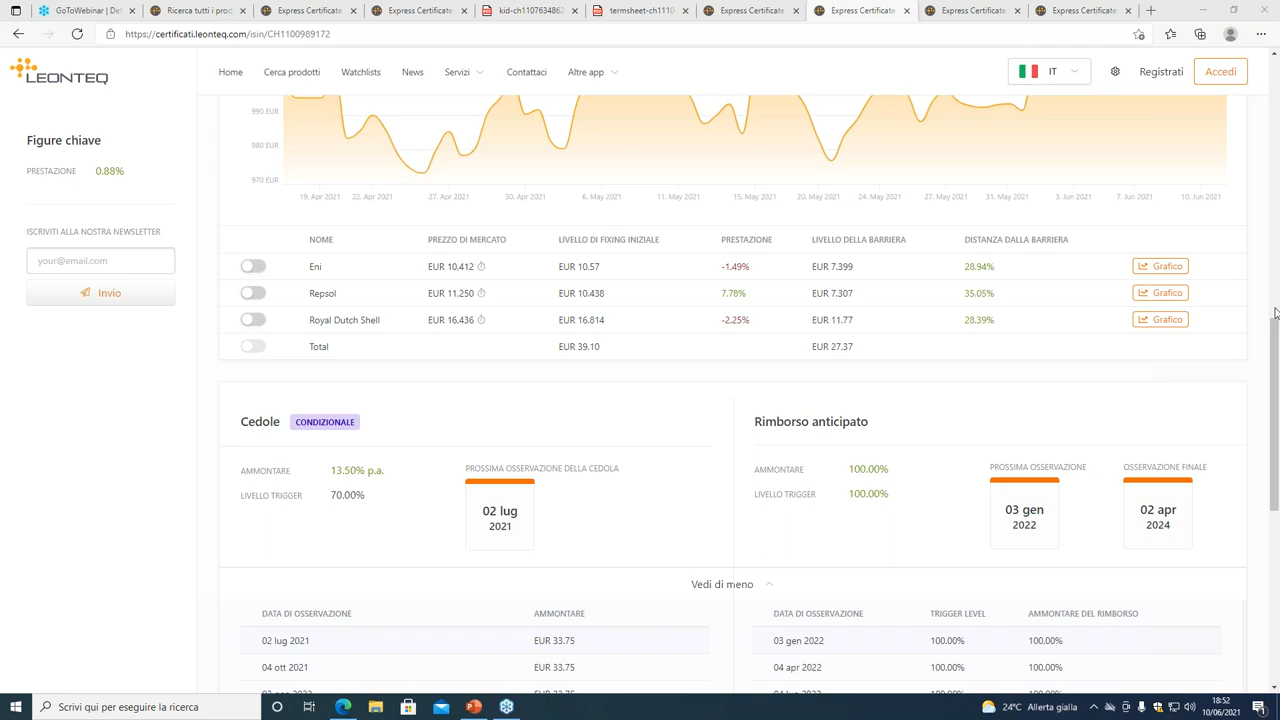 GoToWebinar | De
Ricerca tutti i prod
Express Certificate
Express Certificate
kid-ch1107634862
termsheet-ch1110
Express Certificate
Express Certificate
Express Certificate
Express Certificate
https://certificati.leonteq.com/isin/CH1100989172
LEONTEQ
Home
Cerca prodotti
Watchlists
News
Servizi
Contattaci
Altre app
IT
Registrati
Accedi
Figure chiave
PRESTAZIONE 0.88%
ISCRIVITI ALLA NOSTRA NEWSLETTER
your@email.com
Invio
990 EUR
980 EUR
970 EUR
19. Apr 2021 22. Apr 2021 27. Apr 2021 30. Apr 2021 6. May 2021 11. May 2021 15. May 2021 20. May 2021 24. May 2021 27. May 2021 31. May 2021 3. Jun 2021 7. Jun 2021 10. Jun 2021
NOME PREZZO DI MERCATO LIVELLO DI FIXING INIZIALE PRESTAZIONE LIVELLO DELLA BARRIERA DISTANZA DALLA BARRIERA
Eni EUR 10.412 EUR 10.57 -1.49% EUR 7.399 28.94% Grafico
Repsol EUR 11.250 EUR 10.438 7.78% EUR 7.307 35.05% Grafico
Royal Dutch Shell EUR 16.436 EUR 16.814 -2.25% EUR 11.77 28.39% Grafico
Total EUR 39.10 EUR 27.37
Cedole CONDIZIONALE
AMMONTARE 13.50% p.a.
LIVELLO TRIGGER 70.00%
PROSSIMA OSSERVAZIONE DELLA CEDOLA
02 lug
2021
Rimborso anticipato
AMMONTARE 100.00%
LIVELLO TRIGGER 100.00%
PROSSIMA OSSERVAZIONE
03 gen
2022
OSSERVAZIONE FINALE
02 apr
2024
Vedi di meno
DATA DI OSSERVAZIONE AMMONTARE
02 lug 2021 EUR 33.75
04 ott 2021 EUR 33.75
DATA DI OSSERVAZIONE TRIGGER LEVEL AMMONTARE DEL RIMBORSO
03 gen 2022 100.00% 100.00%
04 apr 2022 100.00% 100.00%
Scrivi qui per eseguire la ricerca
24°C Allerta gialla
18:52
10/06/2021